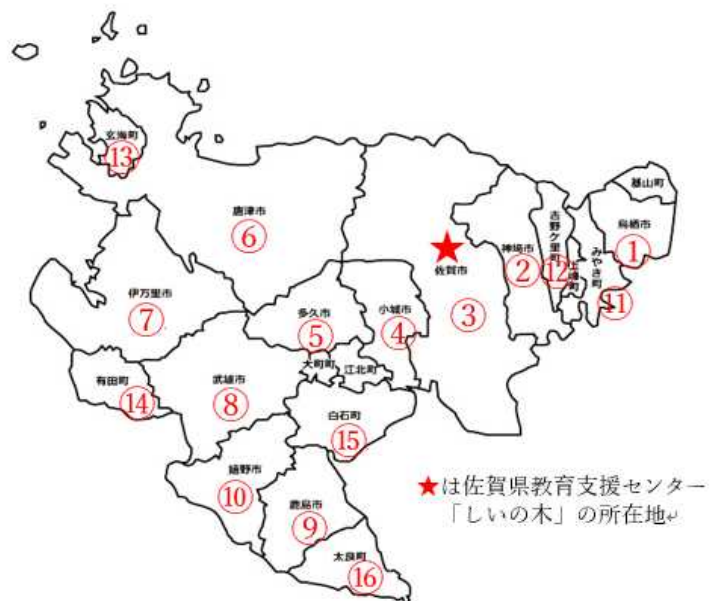 玄海町
⑬
唐津市
⑥
伊万里市
⑦
有田町
⑭
武雄市
⑧
多久市
⑤
小城市
④
佐賀市
③
神埼市
②
吉野ケ里町
⑫
上峰町
みやき町
⑪
基山町
鳥栖市
①
大町町
江北町
白石町
⑮
嬉野市
⑩
鹿島市
⑨
太良町
⑯
★は佐賀県教育支援センター
「しいの木」の所在地↵